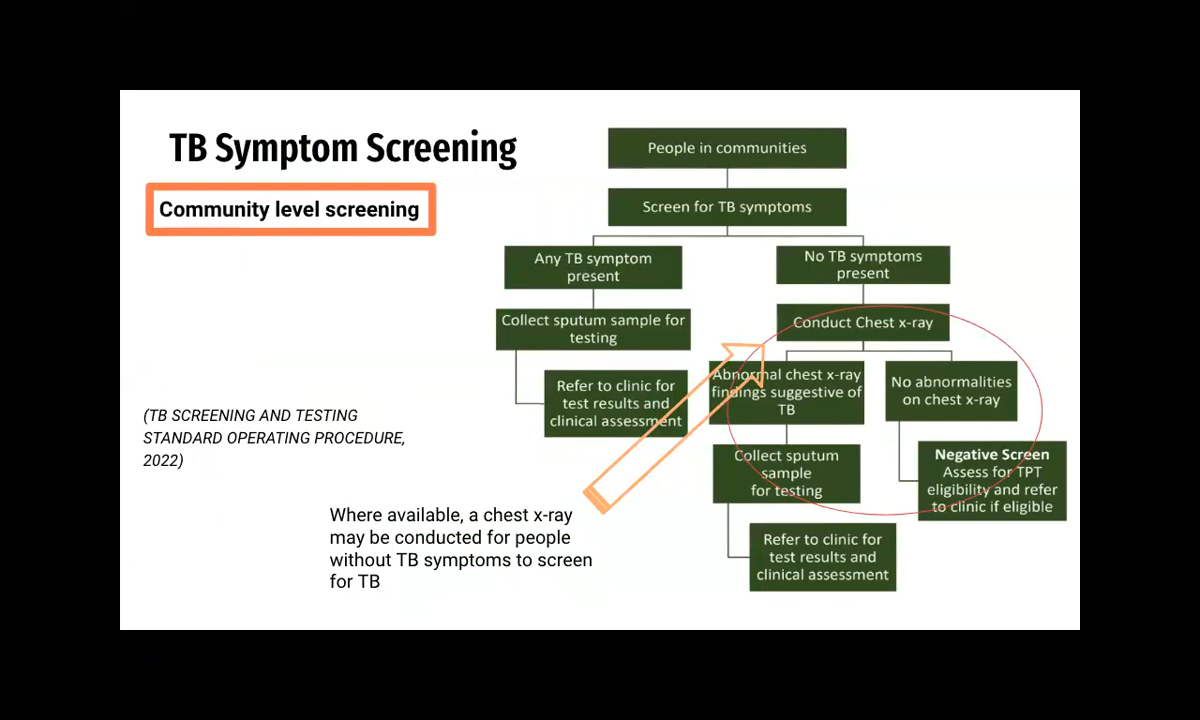 TB Symptom Screening
Community level screening
(TB SCREENING AND TESTING
STANDARD OPERATING PROCEDURE,
2022)
Where available, a chest x-ray
may be conducted for people
without TB symptoms to screen
for TB
People in communities
Screen for TB symptoms
Any TB symptom
present
Collect sputum sample for
testing
Refer to clinic for
test results and
clinical assessment
No TB symptoms
present
Conduct Chest x-ray
Abnormal chest x-ray
findings suggestive of
TB
Collect sputum
sample
for testing
Refer to clinic for
test results and
clinical assessment
No abnormalities
on chest x-ray
Negative Screen
Assess for TPT
eligibility and refer
to clinic if eligible